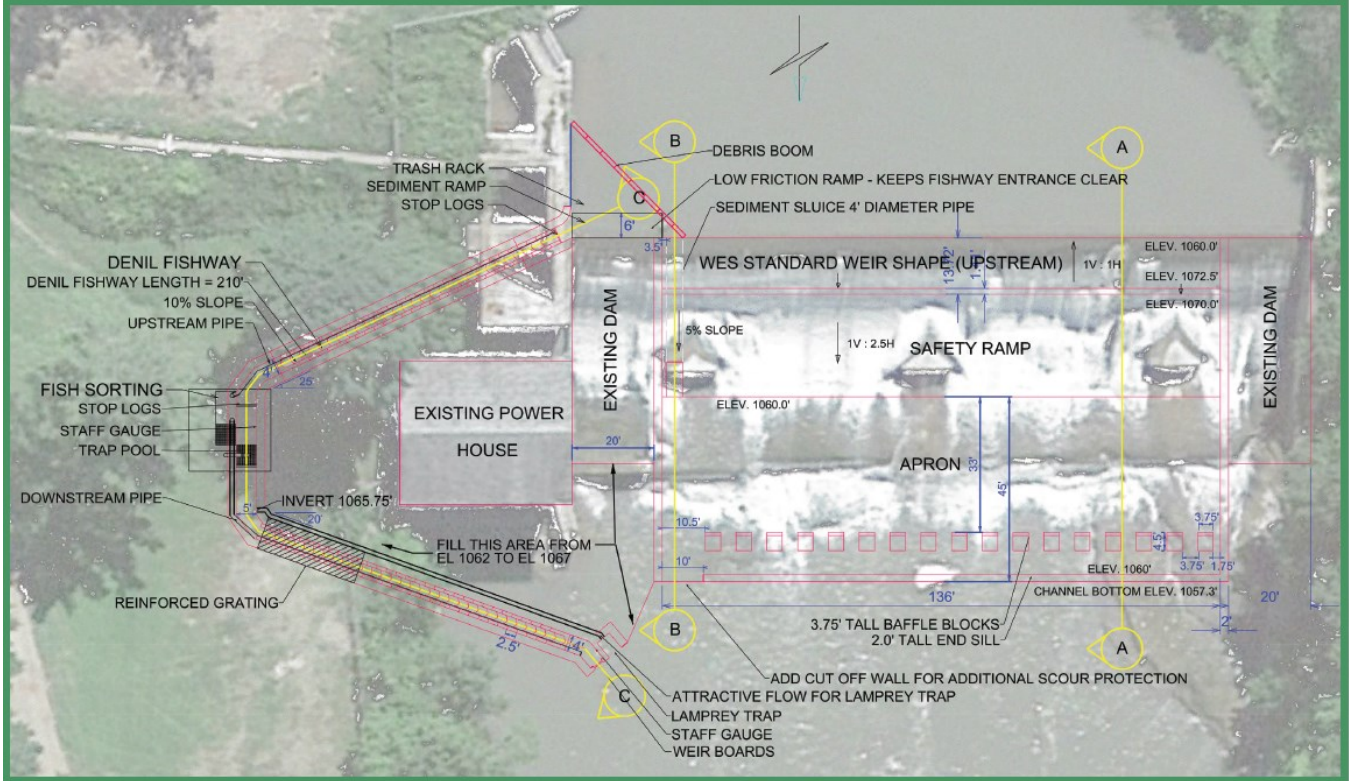 DEBRIS BOOM
B
A
TRASH RACK
LOW FRICTION RAMP - KEEPS FISHWAY ENTRANCE CLEAR
SEDIMENT RAMP
C
STOP LOGS
SEDIMENT SLUICE 4' DIAMETER PIPE
6'
3.5'
ELEV. 1060.0'
DENIL FISHWAY
WES STANDARD WEIR SHAPE (UPSTREAM)
1V : 1H
DENIL FISHWAY LENGTH = 210'
ELEV. 1072.5'
10% SLOPE
ELEV. 1070.0'
UPSTREAM PIPE
5% SLOPE
1V : 2.5H
SAFETY RAMP
EXISTING DAM
EXISTING DAM
4'
25'
FISH SORTING
STOP LOGS
ELEV. 1060.0'
STAFF GAUGE
EXISTING POWER
HOUSE
TRAP POOL
20'
APRON
33'
45'
DOWNSTREAM PIPE
INVERT 1065.75'
5'
20'
10.5'
3.75'
4.5'
FILL THIS AREA FROM
EL 1062 TO EL 1067
10'
3.75'
1.75'
ELEV. 1060'
CHANNEL BOTTOM ELEV. 1057.3'
REINFORCED GRATING
136'
20'
2'
3.75' TALL BAFFLE BLOCKS
2.0' TALL END SILL
B
A
2.5'
4'
ADD CUT OFF WALL FOR ADDITIONAL SCOUR PROTECTION
C
ATTRACTIVE FLOW FOR LAMPREY TRAP
LAMPREY TRAP
STAFF GAUGE
WEIR BOARDS